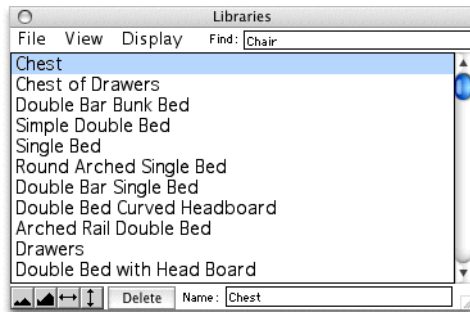 Libraries
File View Display Find: Chair
Chest
Chest of Drawers
Double Bar Bunk Bed
Simple Double Bed
Single Bed
Round Arched Single Bed
Double Bar Single Bed
Double Bed Curved Headboard
Arched Rail Double Bed
Drawers
Double Bed with Head Board
Delete Name: Chest